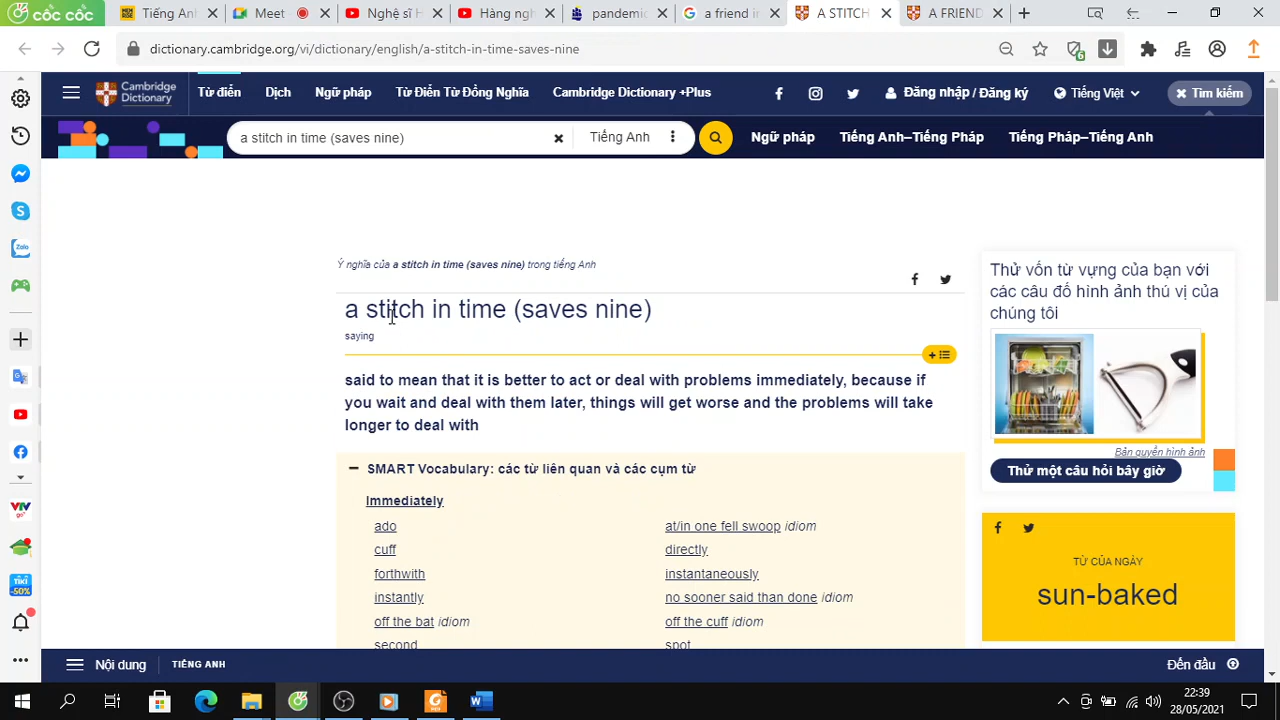 cốc cốc
Tiếng Anh
Meet
Nghệ sĩ H
Hàngngh
pandemic
a friend in
A STITCH
A FRIEND
dictionary.cambridge.org/vi/dictionary/english/a-stitch-in-time-saves-nine
6
Cambridge
Dictionary
Từ điển
Dịch
Ngữ pháp
Từ Điển Từ Đồng Nghĩa
Cambridge Dictionary +Plus
Đăng nhập / Đăng ký
Tiếng Việt
Tìm kiếm
a stitch in time (saves nine)
Tiếng Anh
Ngữ pháp
Tiếng Anh–Tiếng Pháp
Tiếng Pháp–Tiếng Anh
Ý nghĩa của a stitch in time (saves nine) trong tiếng Anh
a stitch in time (saves nine)
saying
said to mean that it is better to act or deal with problems immediately, because if
you wait and deal with them later, things will get worse and the problems will take
longer to deal with
SMART Vocabulary: các từ liên quan và các cụm từ
Immediately
ado
at/in one fell swoop idiom
cuff
directly
forthwith
instantaneously
instantly
no sooner said than done idiom
off the bat idiom
off the cuff idiom
second
spot
Thử vốn từ vựng của bạn với
các câu đố hình ảnh thú vị của
chúng tôi
Bản quyền hình ảnh
Thử một câu hỏi bây giờ
TỪ CỦA NGÀY
sun-baked
Zalo
VTV
go
TIKI
-50%
Nội dung
TIẾNG ANH
Đến đầu
22:39
28/05/2021